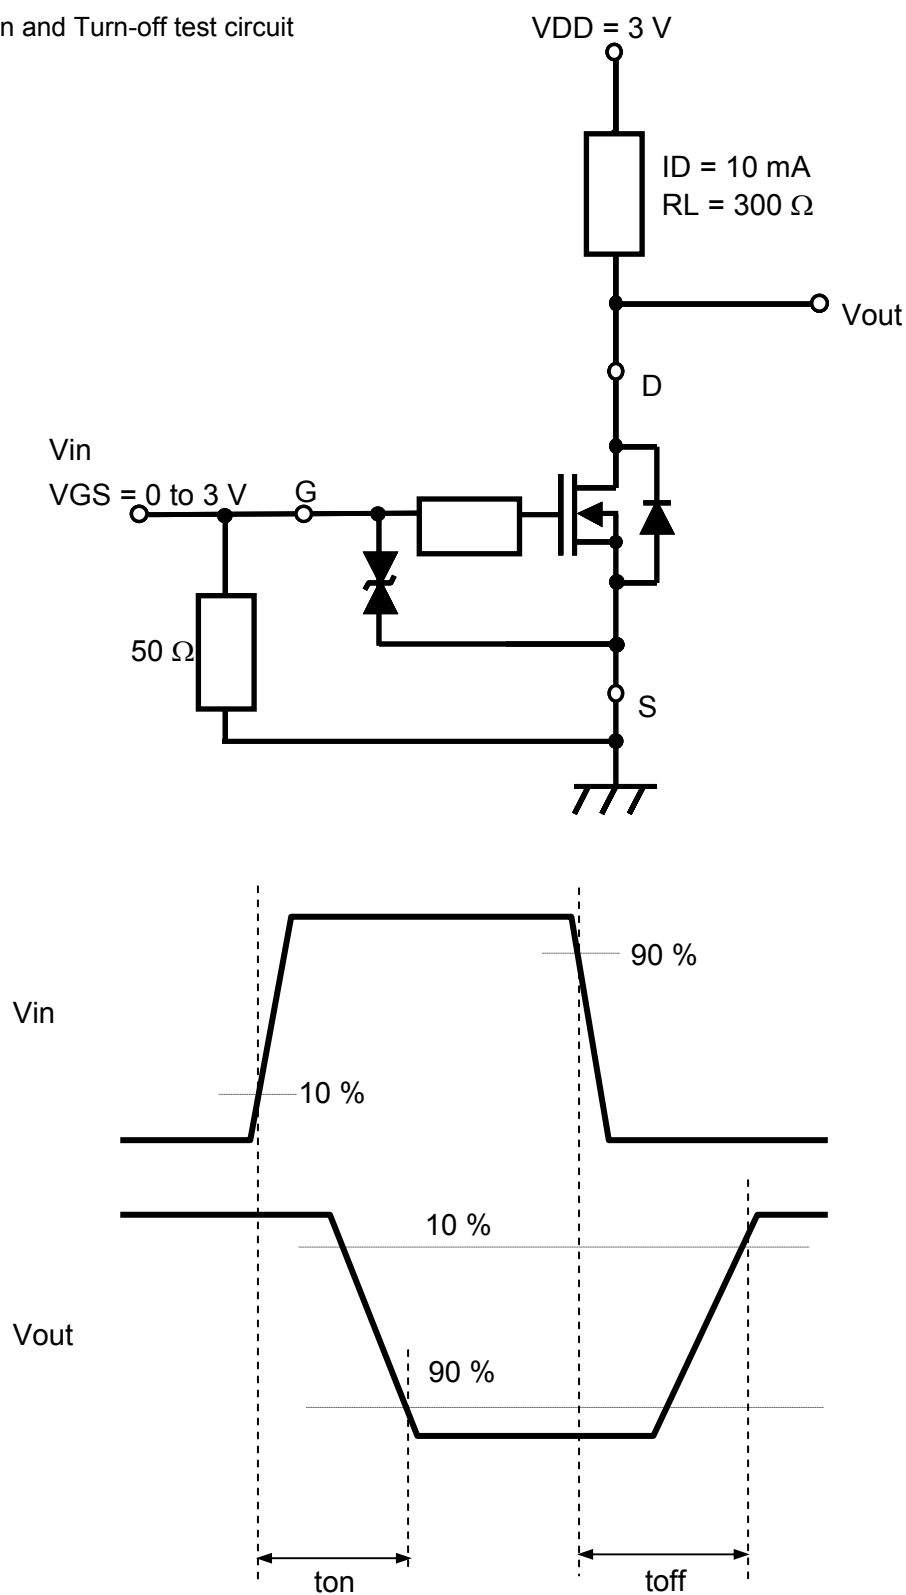 n and Turn-off test circuit
VDD = 3 V
ID = 10 mA
RL = 300 Ω
Vout
D
Vin
VGS = 0 to 3 V
G
50 Ω
S
90 %
Vin
10 %
10 %
Vout
90 %
ton
toff